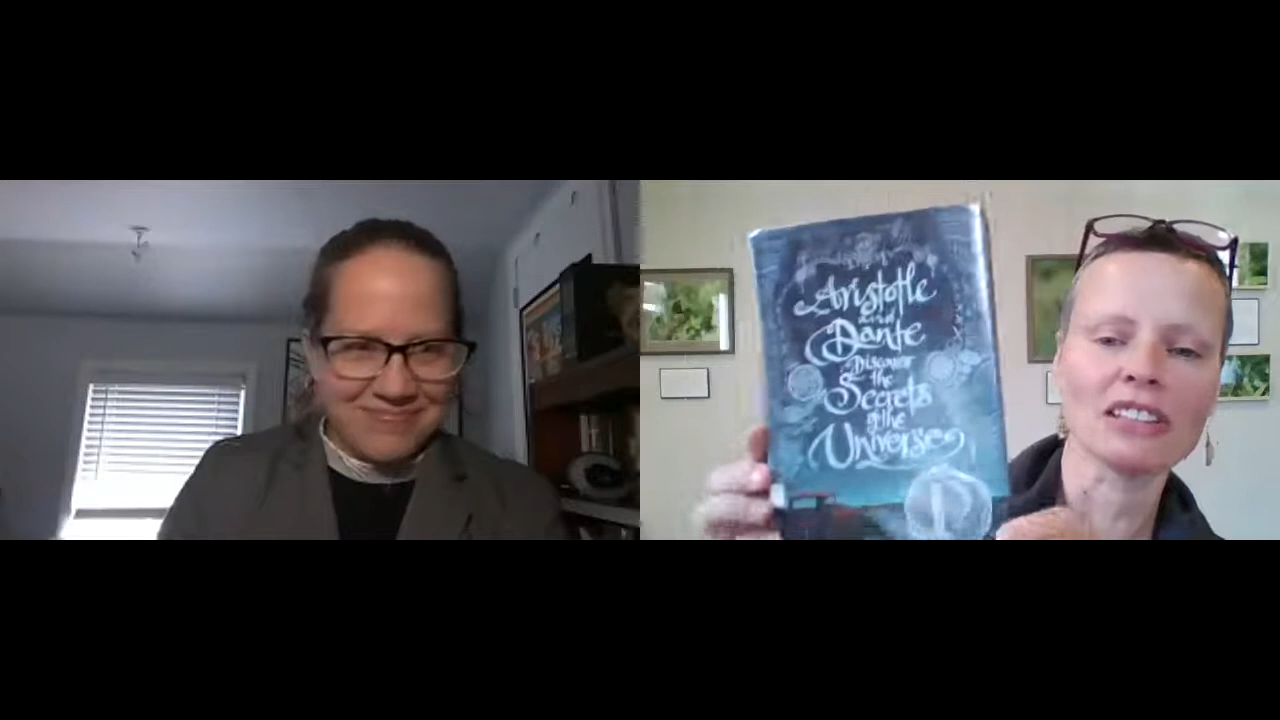 Aristotle
and
Dante
Discover
the
Secrets
of the
Universe